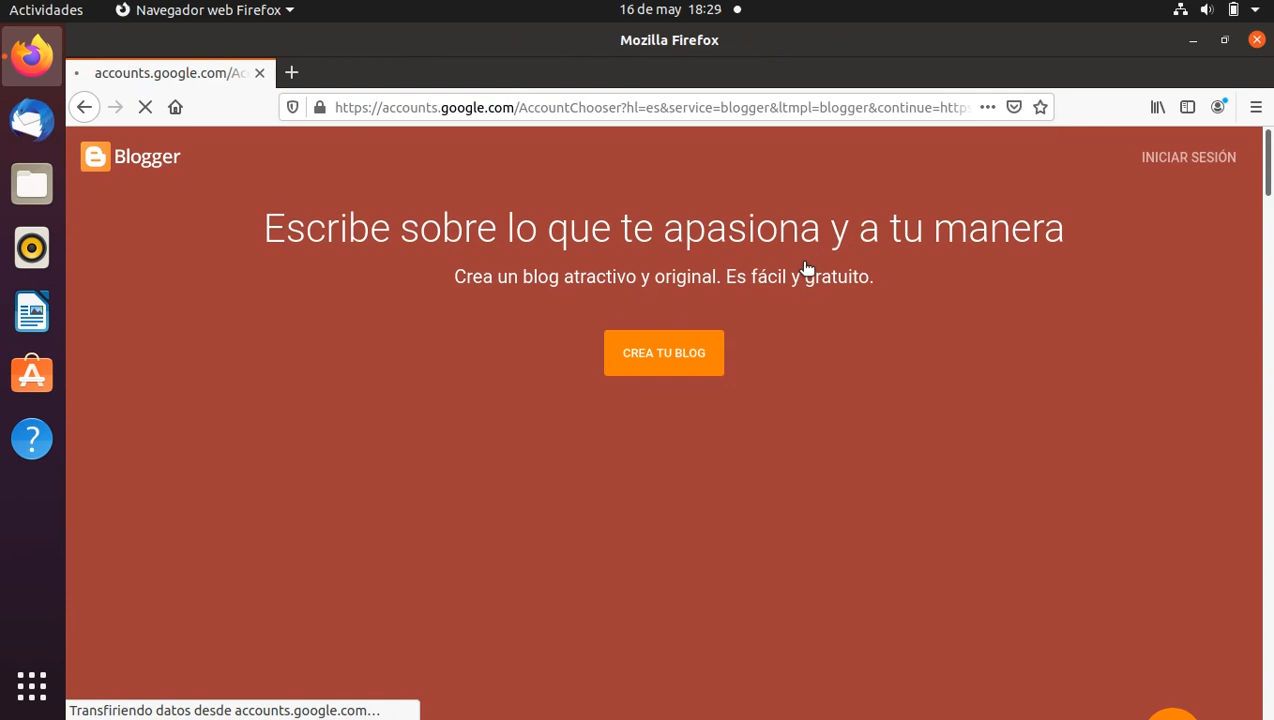 Actividades
Navegador web Firefox
16 de may 18:29
Mozilla Firefox
accounts.google.com/Ac
https://accounts.google.com/AccountChooser?hl=es&service=blogger&ltmpl=blogger&continue=https
Blogger
INICIAR SESIÓN
Escribe sobre lo que te apasiona y a tu manera
Crea un blog atractivo y original. Es fácil y gratuito.
CREA TU BLOG
Transfiriendo datos desde accounts.google.com...